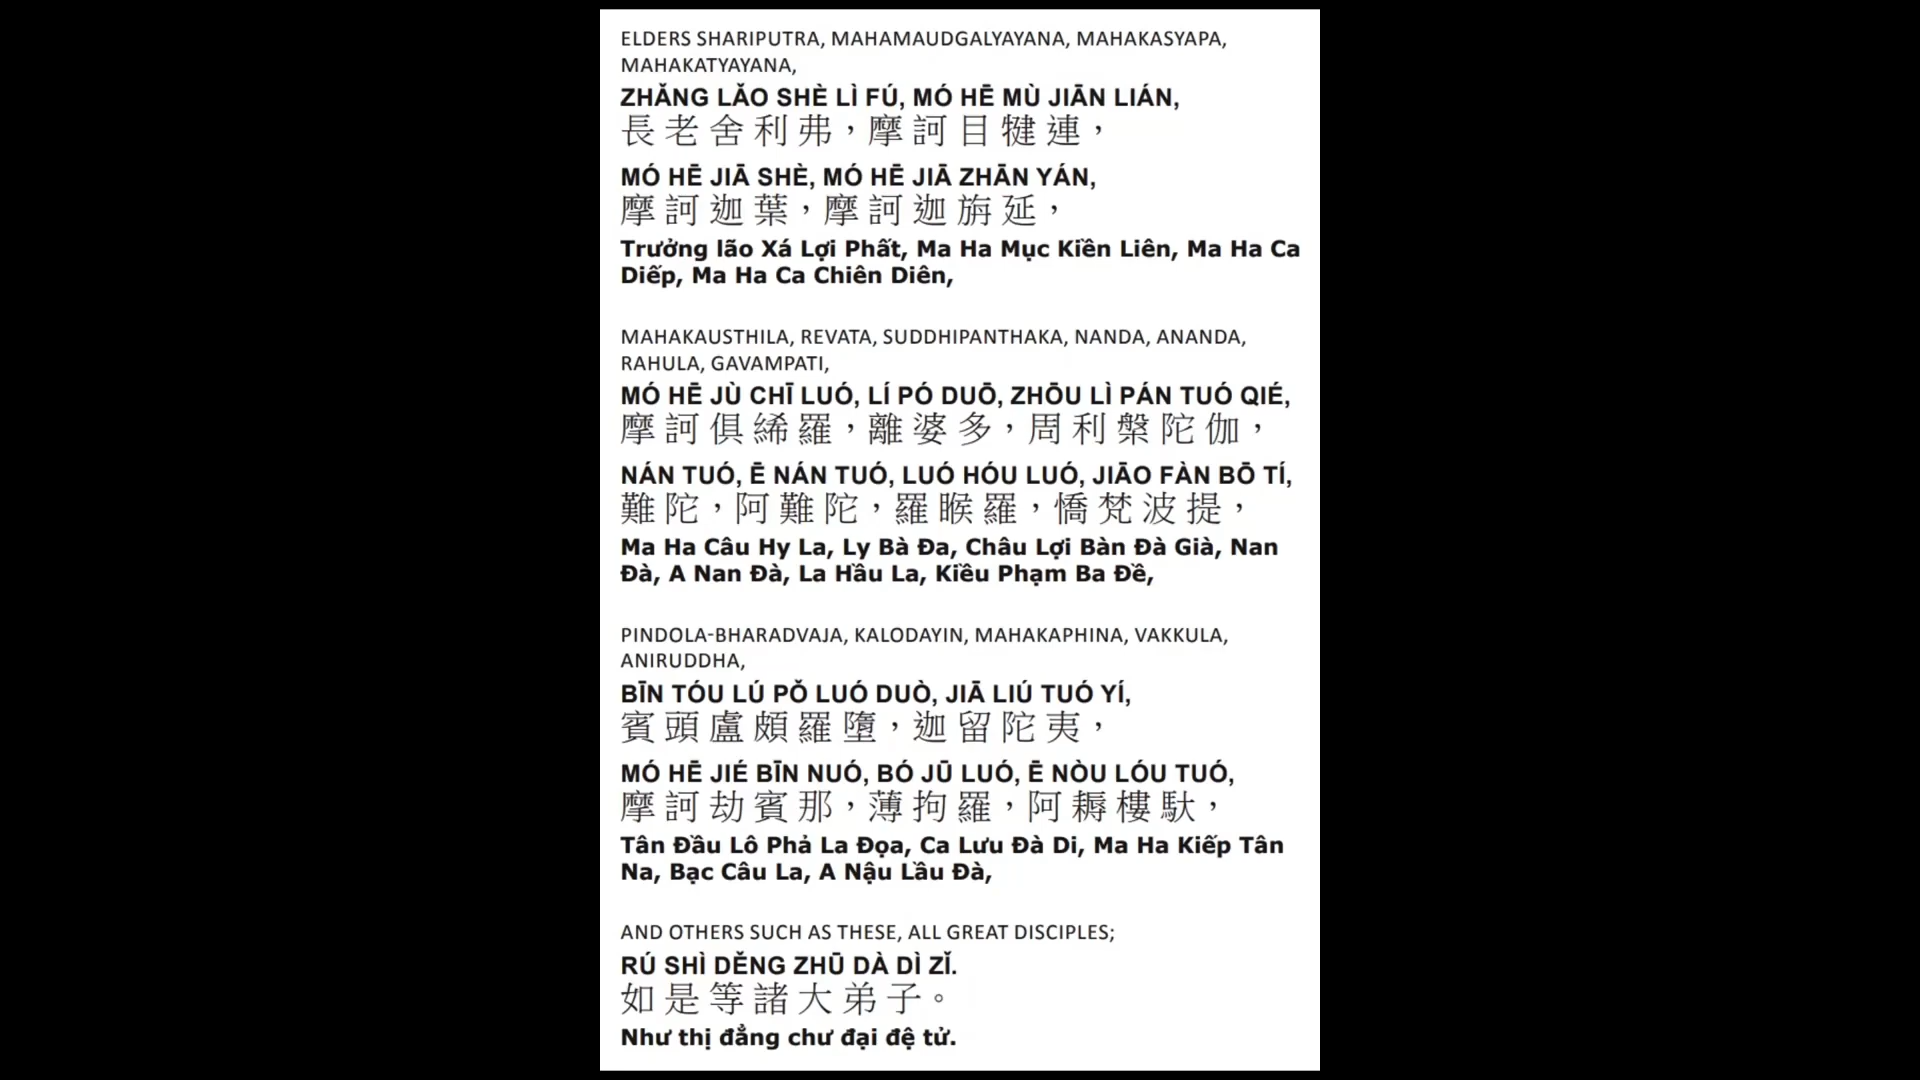 ELDERS SHARIPUTRA, MAHAMAUDGALYAYANA, MAHAKASYAPA,
MAHAKATYAYANA,
ZHǍNG LǍO SHÈ LÌ FÚ, MÓ HĒ MÙ JIĀN LIÁN,
長老舍利弗，摩訶目犍連，
MÓ HĒ JIĀ SHÈ, MÓ HĒ JIĀ ZHĀN YÁN,
摩訶迦葉，摩訶迦旃延，
Trưởng lão Xá Lợi Phất, Ma Ha Mục Kiền Liên, Ma Ha Ca
Diếp, Ma Ha Ca Chiên Diên,
MAHAKAUSTHILA, REVATA, SUDDHIPANTHAKA, NANDA, ANANDA,
RAHULA, GAVAMPATI,
MÓ HĒ JÙ CHĪ LUÓ, LÍ PÓ DUŌ, ZHŌU LÌ PÁN TUÓ QIÉ,
摩訶俱絺羅，離婆多，周利槃陀伽，
NÁN TUÓ, Ē NÁN TUÓ, LUÓ HÓU LUÓ, JIĀO FÀN BŌ TÍ,
難陀，阿難陀，羅睺羅，憍梵波提，
Ma Ha Câu Hy La, Ly Bà Đa, Châu Lợi Bàn Đà Già, Nan
Đà, A Nan Đà, La Hầu La, Kiều Phạm Ba Đề,
PINDOLA-BHARADVAJA, KALODAYIN, MAHAKAPHINA, VAKKULA,
ANIRUDDHA,
BĪN TÓU LÚ PǑ LUÓ DUÒ, JIĀ LIÚ TUÓ YÍ,
賓頭盧頗羅墮，迦留陀夷，
MÓ HĒ JIÉ BĪN NUÓ, BÓ JŪ LUÓ, Ē NÒU LÓU TUÓ,
摩訶劫賓那，薄拘羅，阿耨樓馱，
Tân Đầu Lô Phả La Đọa, Ca Lưu Đà Di, Ma Ha Kiếp Tân
Na, Bạc Câu La, A Nậu Lầu Đà,
AND OTHERS SUCH AS THESE, ALL GREAT DISCIPLES;
RÚ SHÌ DĚNG ZHŪ DÀ DÌ ZǏ.
如是等諸大弟子。
Như thị đẳng chư đại đệ tử.